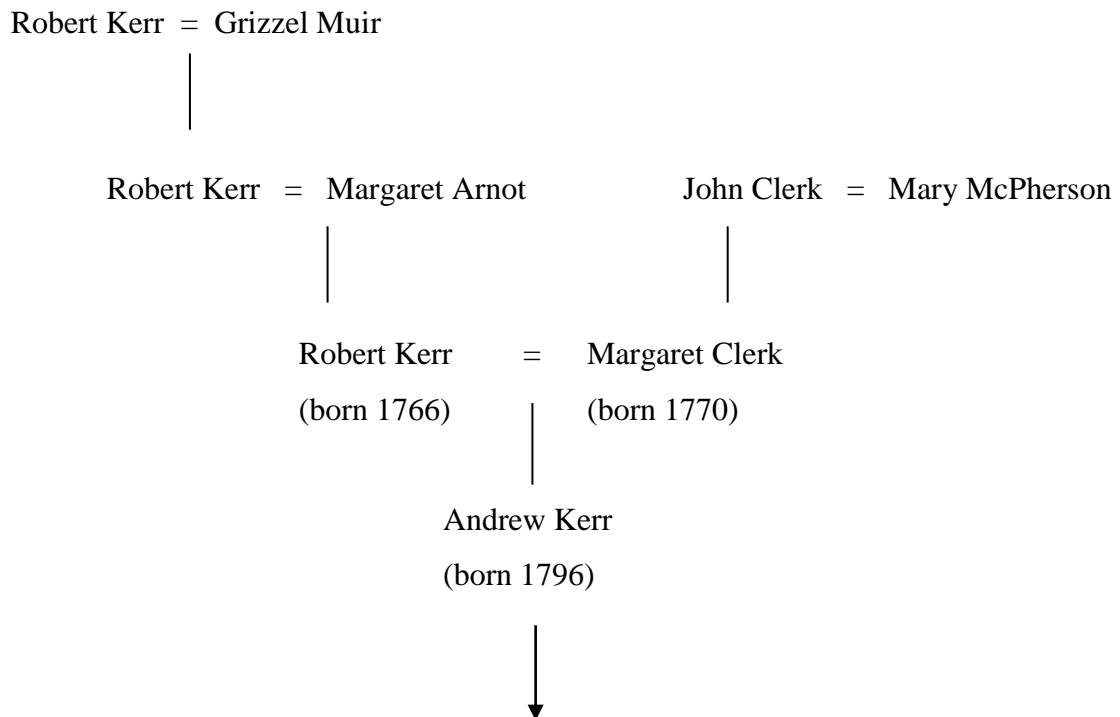 Robert Kerr = Grizzel Muir
Robert Kerr = Margaret Arnot John Clerk = Mary McPherson
Robert Kerr = Margaret Clerk
(born 1766) (born 1770)
Andrew Kerr
(born 1796)